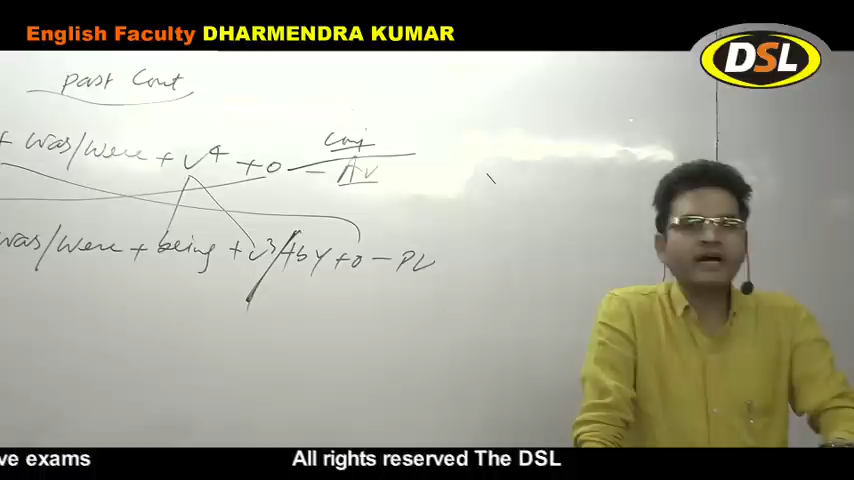 English Faculty DHARMENDRA KUMAR
DSL
past Cont
+ was/were + V4 + O - AV
was/were + being + V3 + by + O - PV
ve exams
All rights reserved The DSL